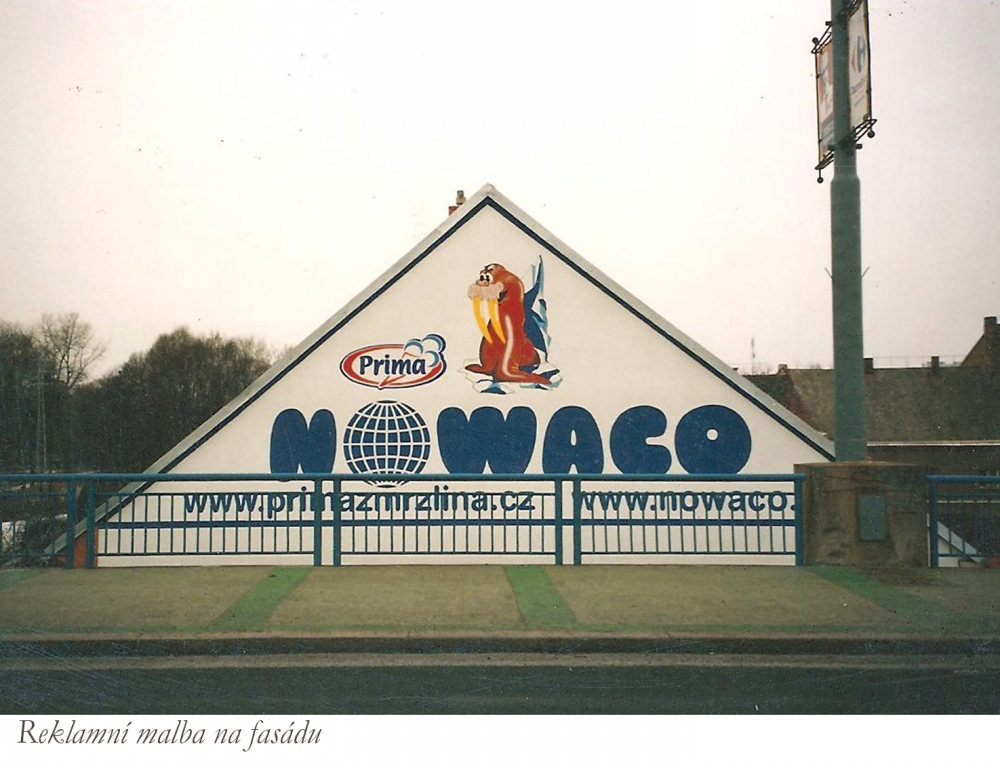 Prima
NOWACO
www.primazmrzlina.cz www.nowaco.
Reklamní malba na fasádu